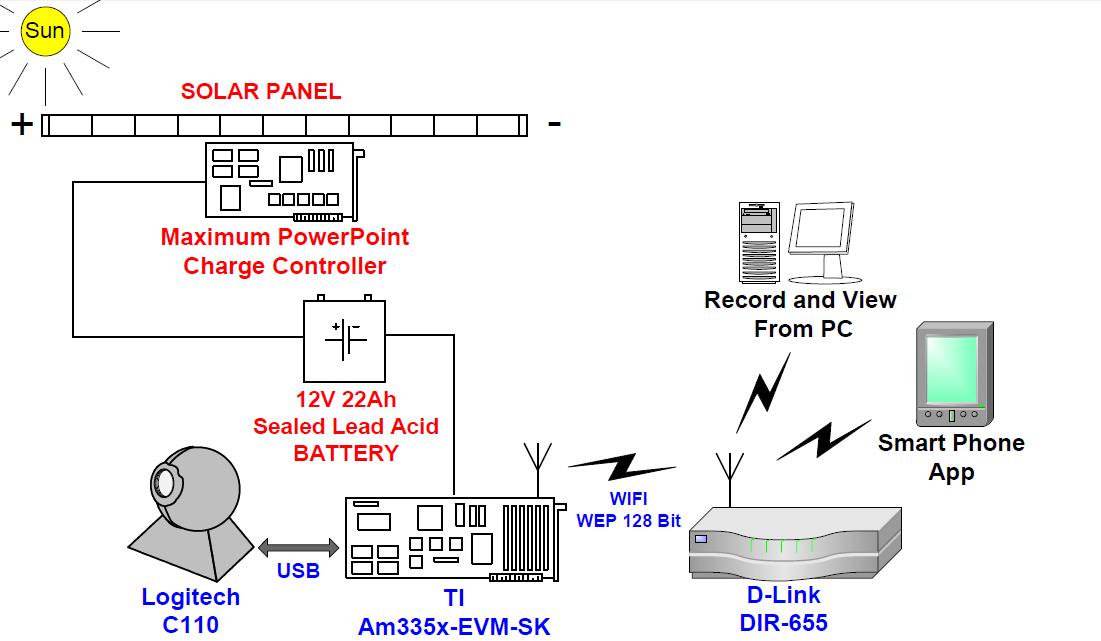 Sun
SOLAR PANEL
+ -
Maximum PowerPoint
Charge Controller
+ -
12V 22Ah
Sealed Lead Acid
BATTERY
Record and View
From PC
Smart Phone
App
WIFI
WEP 128 Bit
USB
Logitech
C110
TI
Am335x-EVM-SK
D-Link
DIR-655